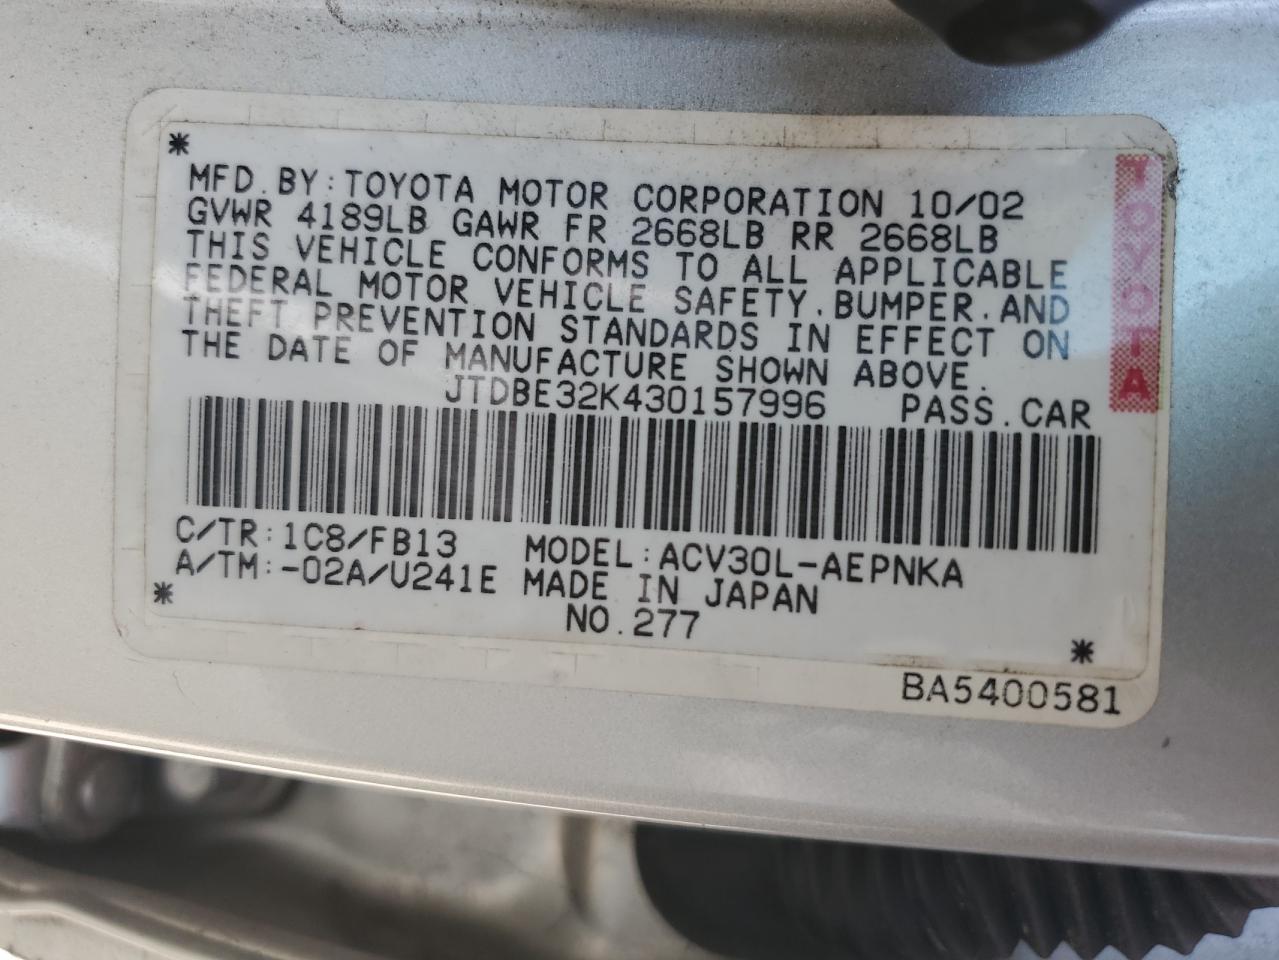 MFD. BY: TOYOTA MOTOR CORPORATION 10/02
GVWR 4189LB GAWR FR 2668LB RR 2668LB
THIS VEHICLE CONFORMS TO ALL APPLICABLE
FEDERAL MOTOR VEHICLE SAFETY.BUMPER.AND
THEFT PREVENTION STANDARDS IN EFFECT ON
THE DATE OF MANUFACTURE SHOWN ABOVE.
JTDBE32K430157996 PASS.CAR
C/TR:1C8/FB13 MODEL:ACV30L-AEPNKA
A/TM:-02A/U241E MADE IN JAPAN
NO.277
BA5400581
TOYOTA